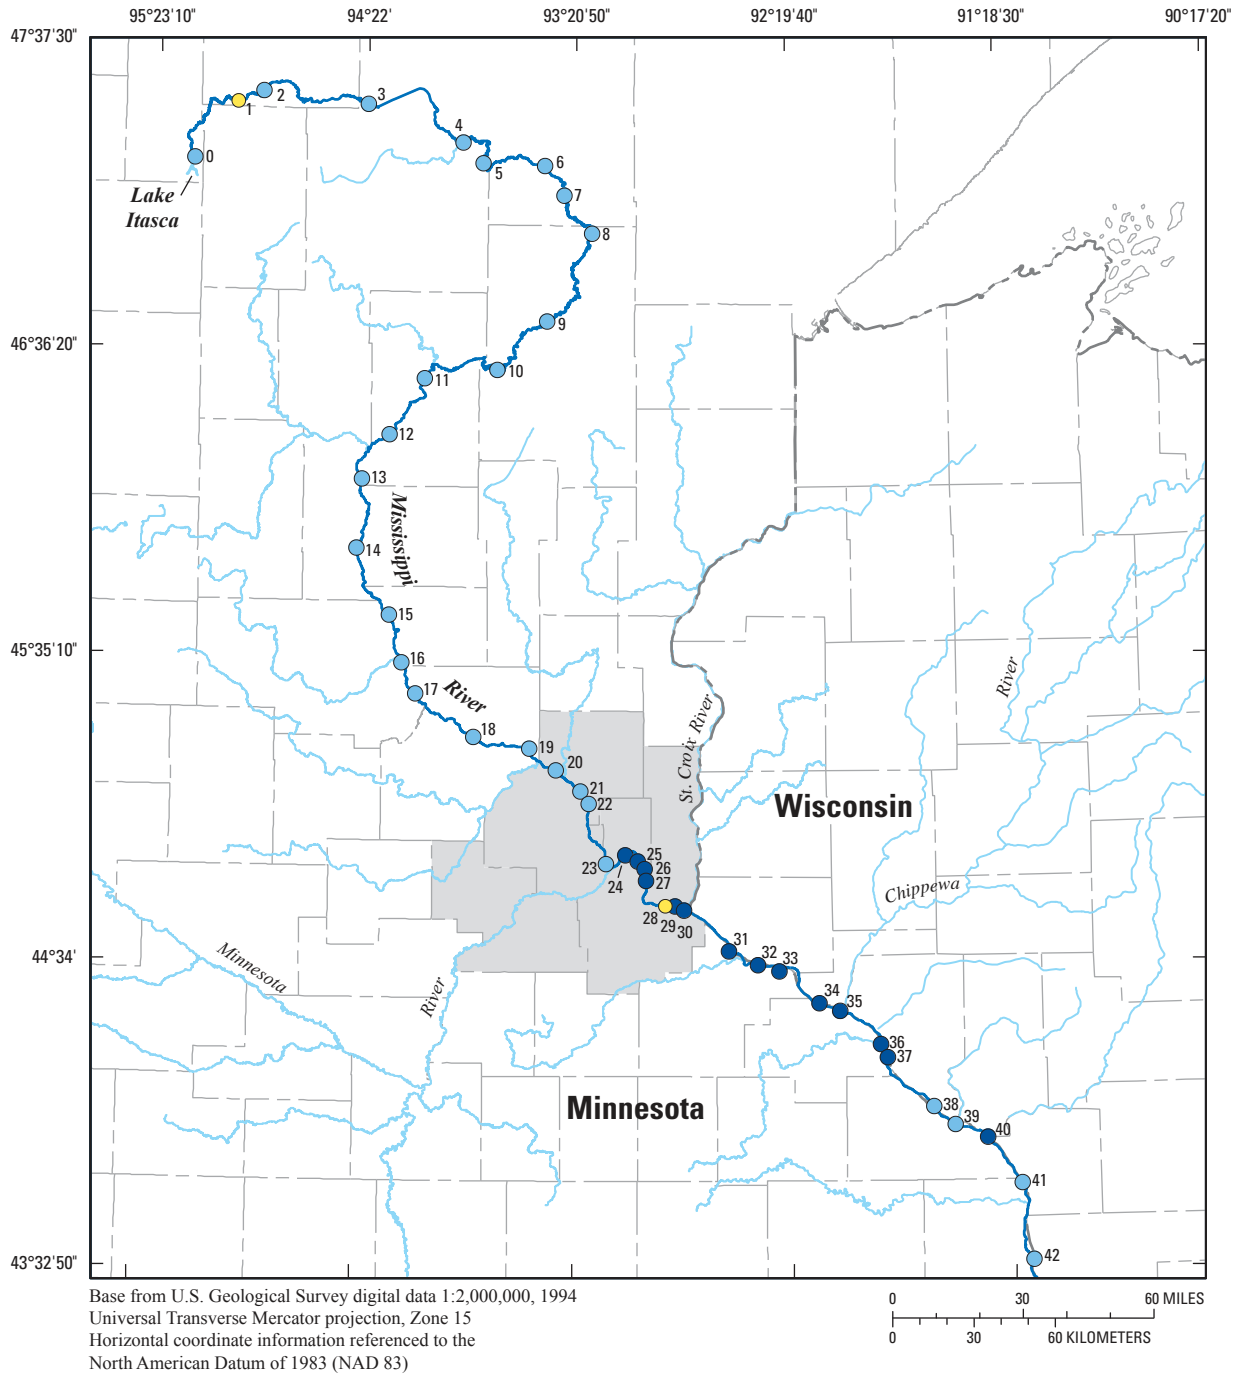 95°23'10" 94°22' 93°20'50" 92°19'40" 91°18'30" 90°17'20"
47°37'30"
2
3
1
4
0
5
6
Lake
Itasca
7
8
9
46°36'20"
10
11
12
13
Mississippi
14
15
45°35'10"
16
17
River
River
18
19
St. Croix River
20
21
22
Wisconsin
25
23
26
24
27
Chippewa
28
29
30
31
44°34'
Minnesota
32
33
River
34
35
36
37
Minnesota
38
39
40
41
42
43°32'50"
Base from U.S. Geological Survey digital data 1:2,000,000, 1994
Universal Transverse Mercator projection, Zone 15
Horizontal coordinate information referenced to the
North American Datum of 1983 (NAD 83)
0 30 60 MILES
0 30 60 KILOMETERS